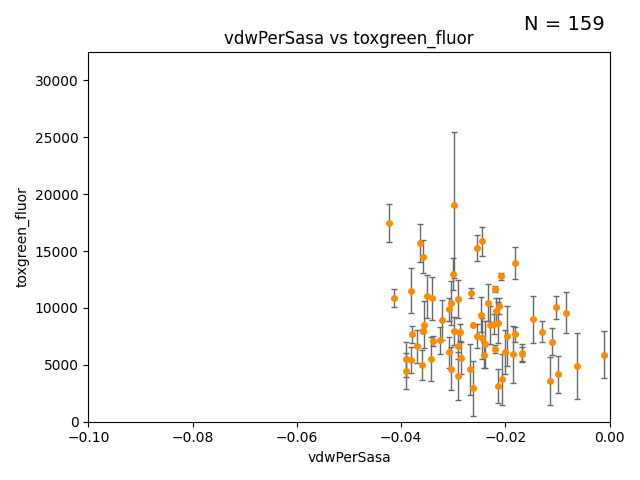 N = 159
vdwPerSasa vs toxgreen_fluor
30000
25000
20000
15000
10000
5000
0
toxgreen_fluor
−0.10 −0.08 −0.06 −0.04 −0.02 0.00
vdwPerSasa